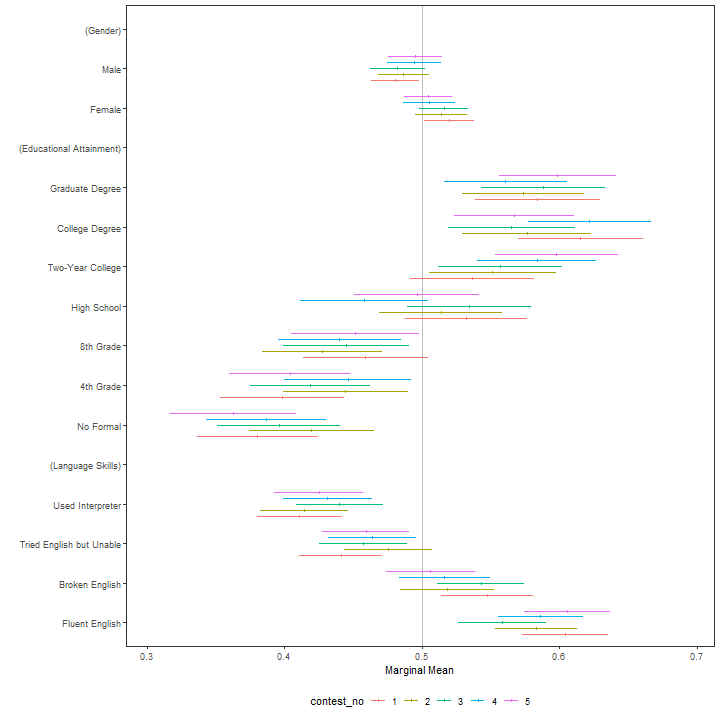 (Gender)
Male
Female
(Educational Attainment)
Graduate Degree
College Degree
Two-Year College
High School
8th Grade
4th Grade
No Formal
(Language Skills)
Used Interpreter
Tried English but Unable
Broken English
Fluent English
0.3 0.4 0.5 0.6 0.7
Marginal Mean
contest_no 1 2 3 4 5